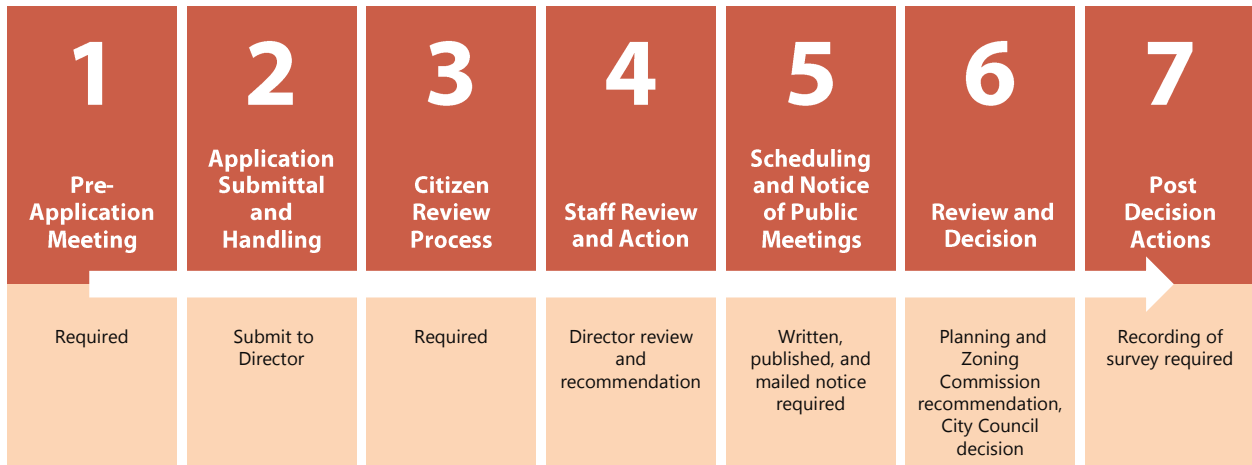 1
Pre-
Application
Meeting
Required
2
Application
Submittal
and
Handling
Submit to
Director
3
Citizen
Review
Process
Required
4
Staff Review
and Action
Director review
and
recommendation
5
Scheduling
and Notice
of Public
Meetings
Written,
published, and
mailed notice
required
6
Review and
Decision
Planning and
Zoning
Commission
recommendation,
City Council
decision
7
Post
Decision
Actions
Recording of
survey required